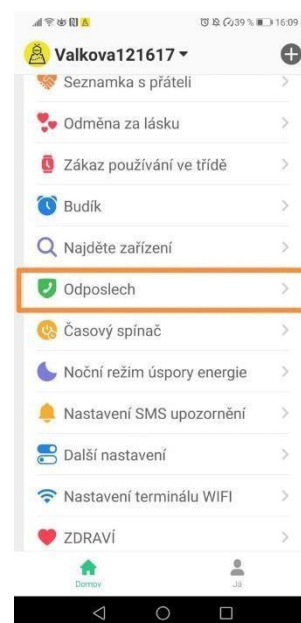 39 % 16:09
Valkova121617
Seznamka s přáteli
Odměna za lásku
Zákaz používání ve třídě
Budík
Najděte zařízení
Odposlech
Časový spínač
Noční režim úspory energie
Nastavení SMS upozornění
Další nastavení
Nastavení terminálu WIFI
ZDRAVÍ
Domov Já